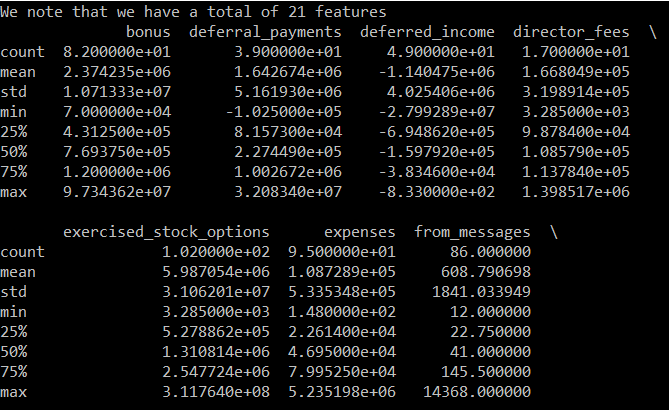 We note that we have a total of 21 features
bonus deferral_payments deferred_income director_fees \
count 8.200000e+01 3.900000e+01 4.900000e+01 1.700000e+01
mean 2.374235e+06 1.642674e+06 -1.140475e+06 1.668049e+05
std 1.071333e+07 5.161930e+06 4.025406e+06 3.198914e+05
min 7.000000e+04 -1.025000e+05 -2.799289e+07 3.285000e+03
25% 4.312500e+05 8.157300e+04 -6.948620e+05 9.878400e+04
50% 7.693750e+05 2.274490e+05 -1.597920e+05 1.085790e+05
75% 1.200000e+06 1.002672e+06 -3.834600e+04 1.137840e+05
max 9.734362e+07 3.208340e+07 -8.330000e+02 1.398517e+06
exercised_stock_options expenses from_messages \
count 1.020000e+02 9.500000e+01 86.000000
mean 5.987054e+06 1.087289e+05 608.790698
std 3.106201e+07 5.335348e+05 1841.033949
min 3.285000e+03 1.480000e+02 12.000000
25% 5.278862e+05 2.261400e+04 22.750000
50% 1.310814e+06 4.695000e+04 41.000000
75% 2.547724e+06 7.995250e+04 145.500000
max 3.117640e+08 5.235198e+06 14368.000000